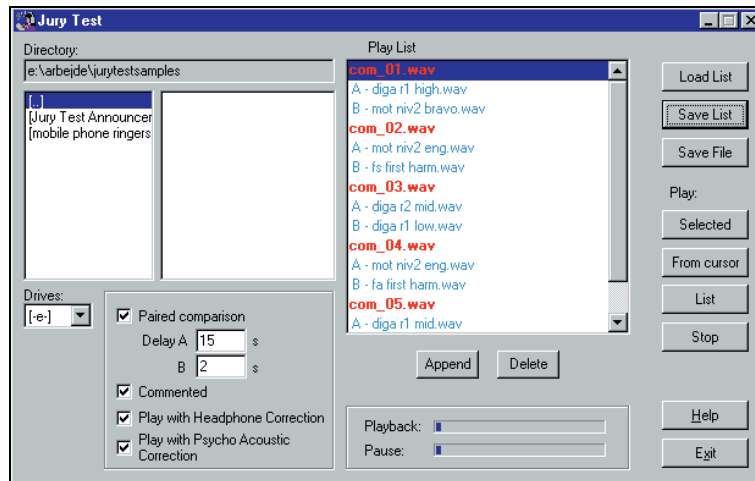 Jury Test
Directory:
e:\arbejde\jurytestsamples
[..]
[Jury Test Announcer
[mobile phone ringers
Drives:
[-e-]
Paired comparison
Delay A 15 s
B 2 s
Commented
Play with Headphone Correction
Play with Psycho Acoustic
Correction
Play List
com_01.wav
A - diga r1 high.wav
B - mot niv2 bravo.wav
com_02.wav
A - mot niv2 eng.wav
B - fs first harm.wav
com_03.wav
A - diga r2 mid.wav
B - diga r1 low.wav
com_04.wav
A - mot niv2 eng.wav
B - fa first harm.wav
com_05.wav
A - diga r1 mid.wav
Append Delete
Playback:
Pause:
Load List
Save List
Save File
Play:
Selected
From cursor
List
Stop
Help
Exit